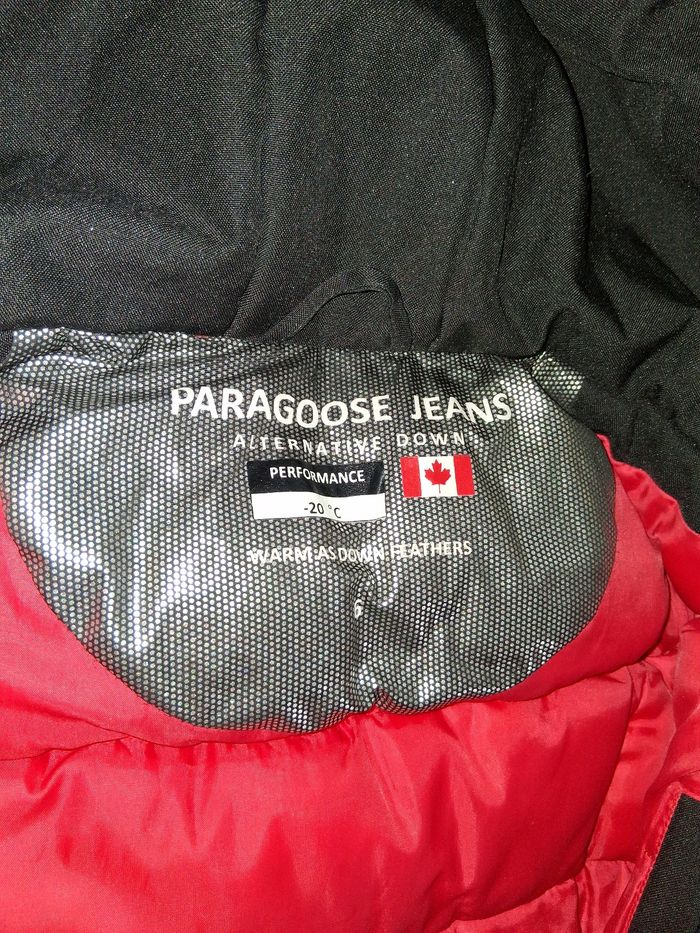 PARAGOOSE JEANS
ALTERNATIVE DOWN
PERFORMANCE
-20 °C
WARM AS DOWN FEATHERS